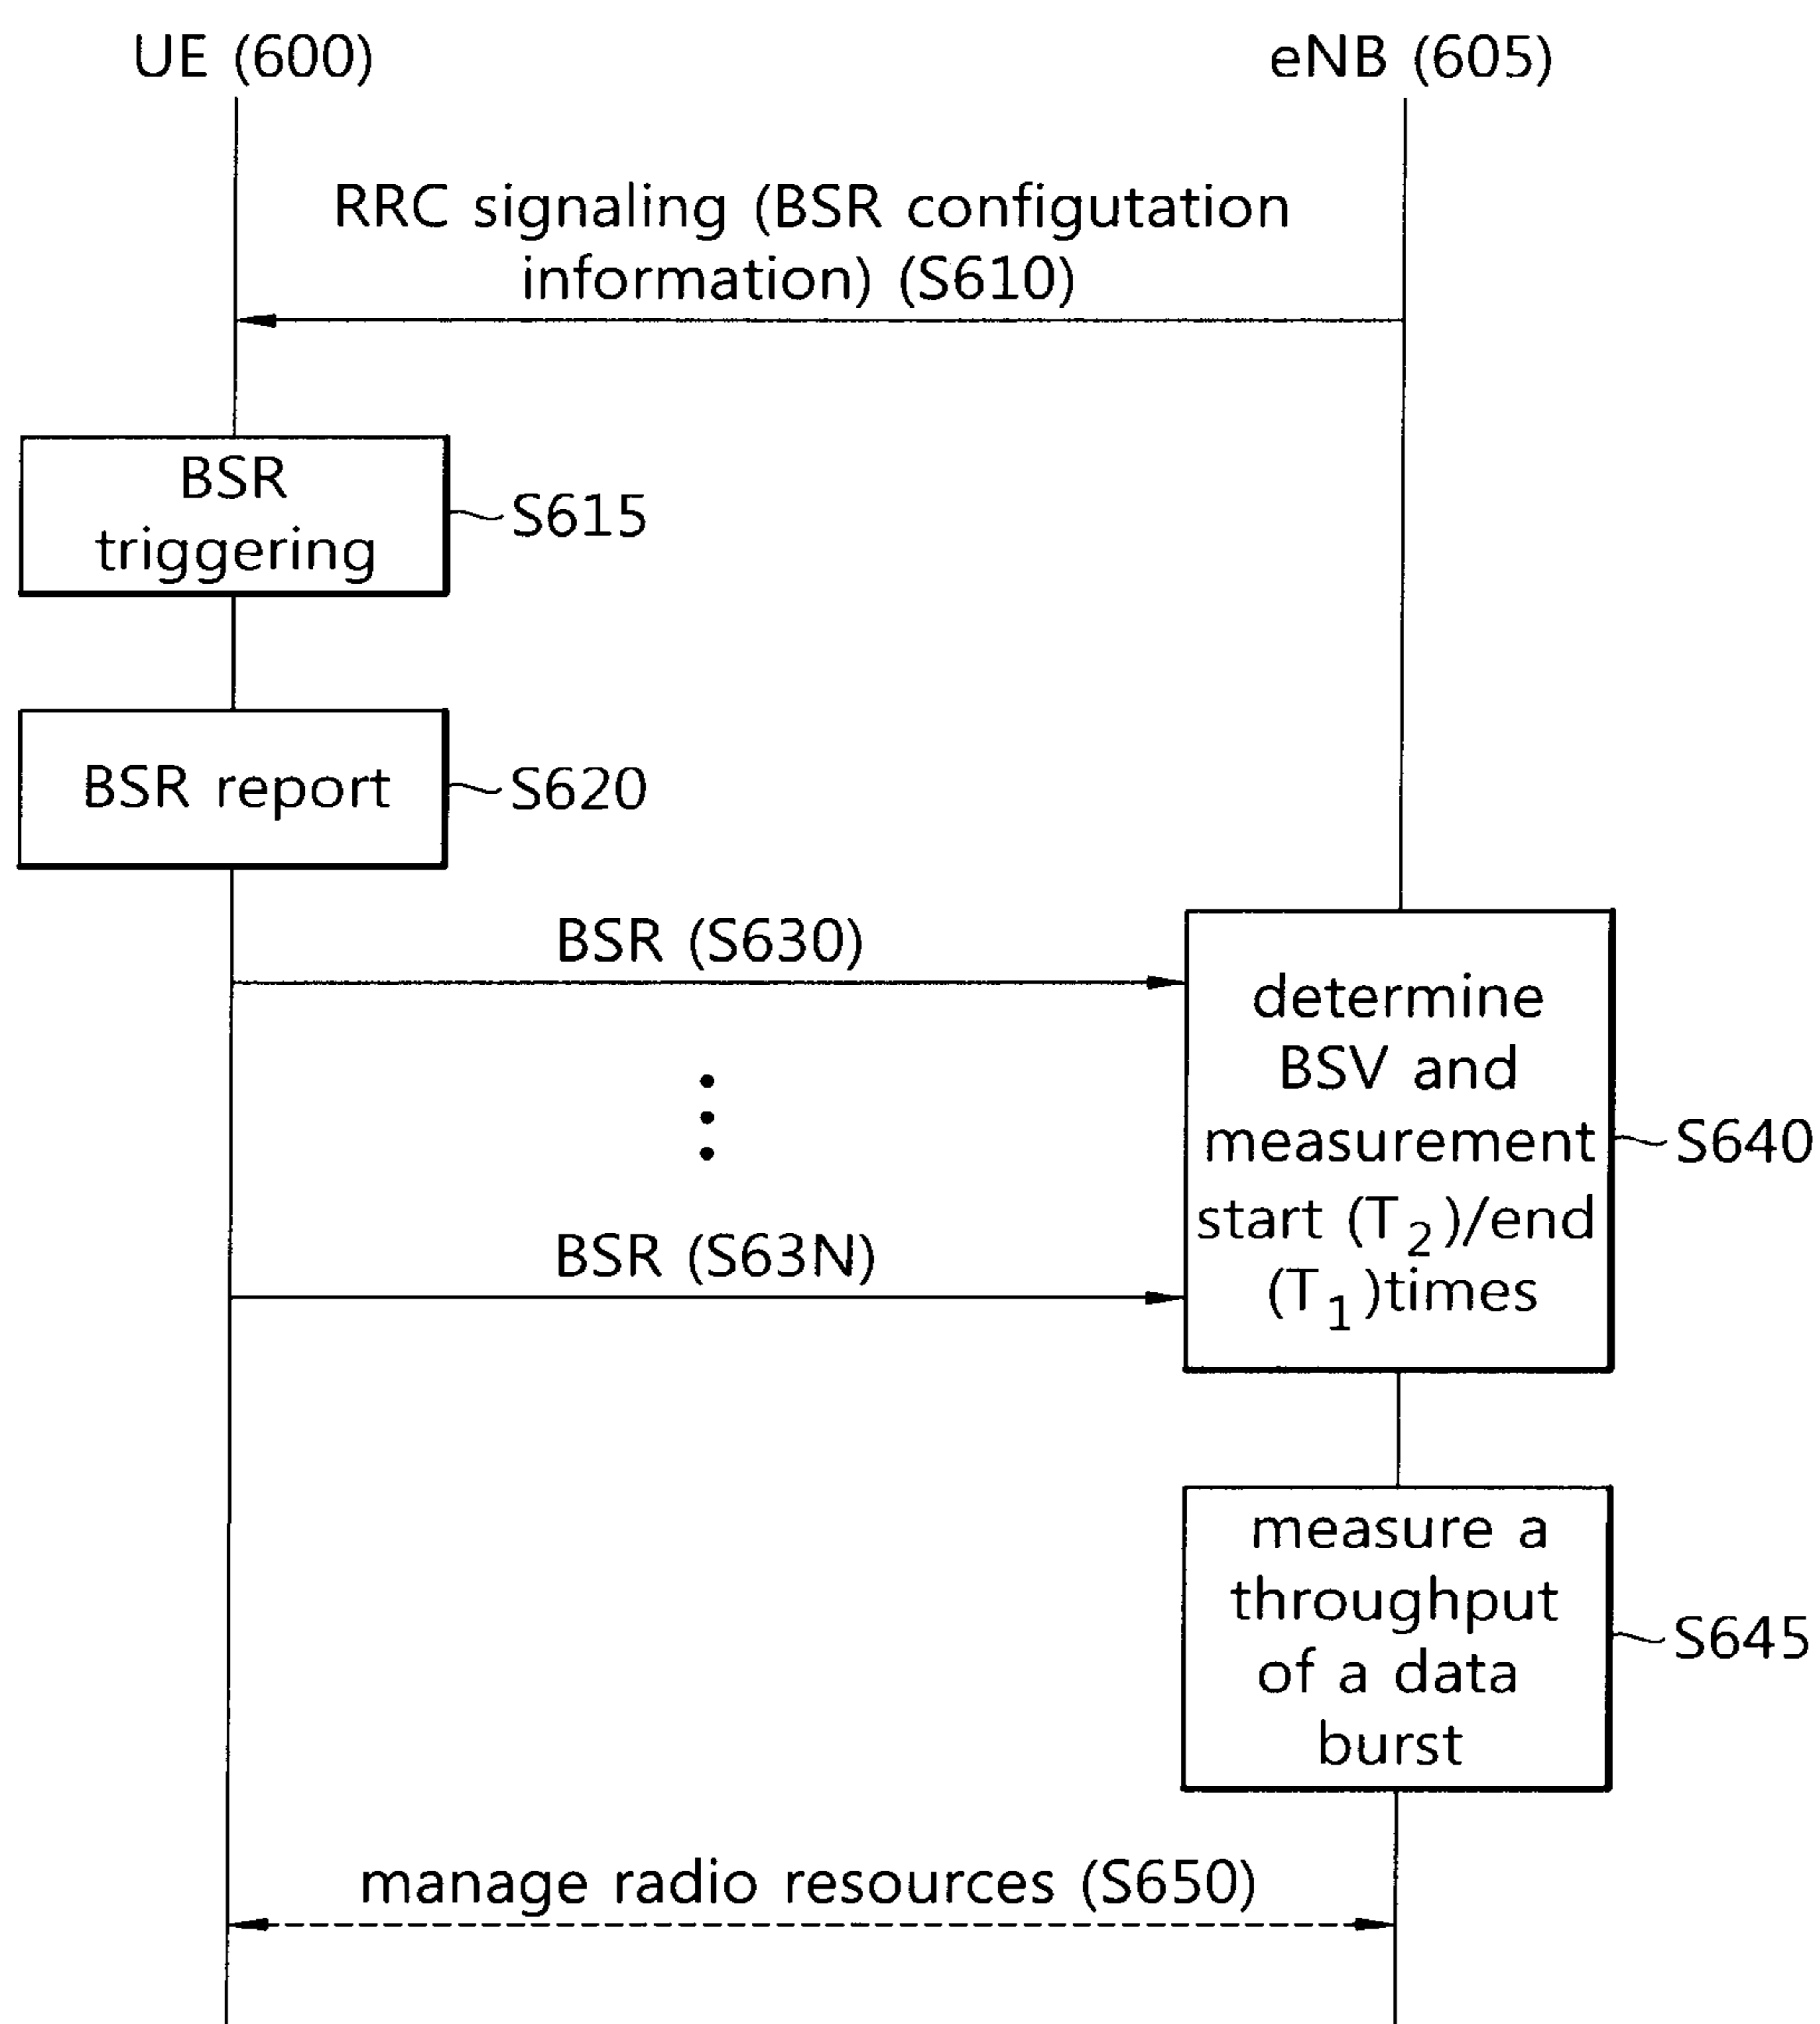 UE (600)
eNB (605)
RRC signaling (BSR configutation
information) (S610)
BSR
triggering
S615
BSR report
S620
BSR (S630)
determine
BSV and
measurement
start (T2)/end
(T1)times
S640
BSR (S63N)
measure a
throughput
of a data
burst
S645
manage radio resources (S650)